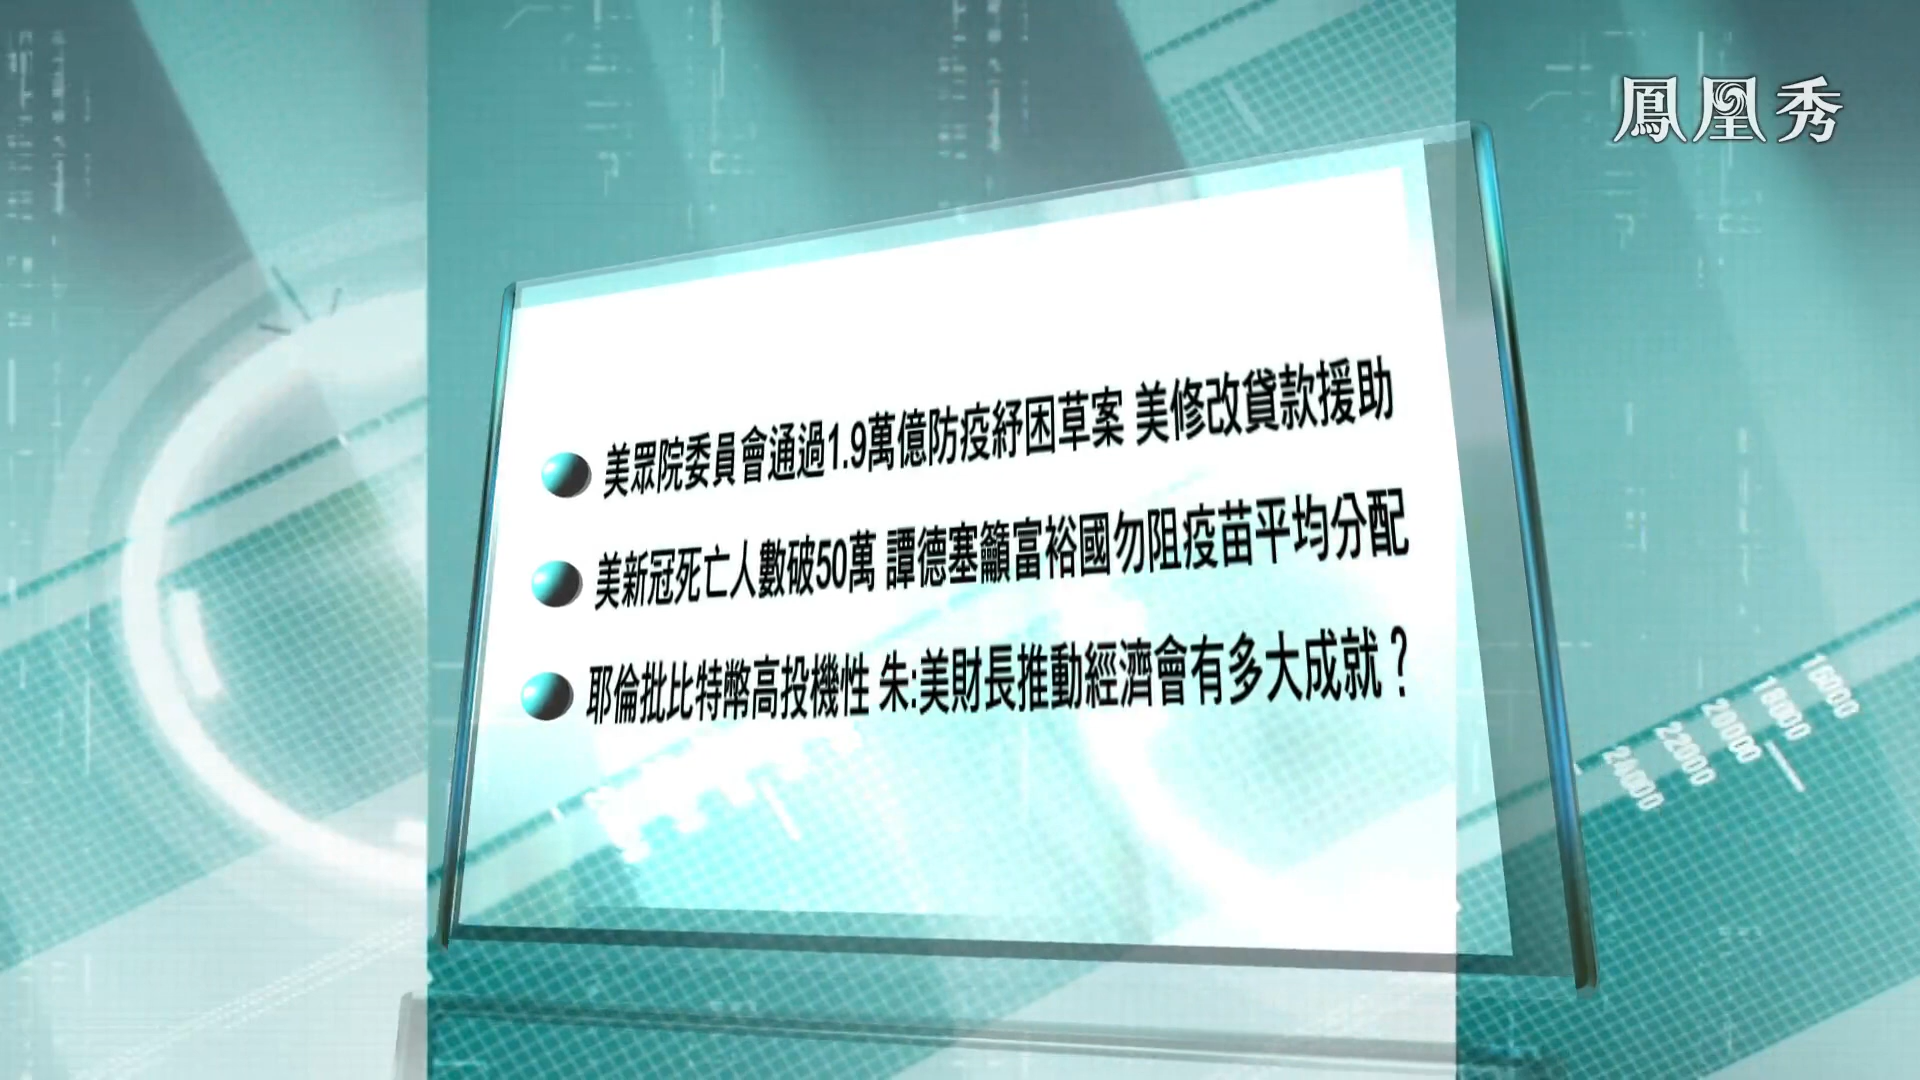 鳳凰秀
美眾院委員會通過1.9萬億防疫紓困草案 美修改貸款援助
美新冠死亡人數破50萬 譚德塞籲富裕國勿阻疫苗平均分配
耶倫批比特幣高投機性 朱:美財長推動經濟會有多大成就？
16000
18000
20000
22000
24000